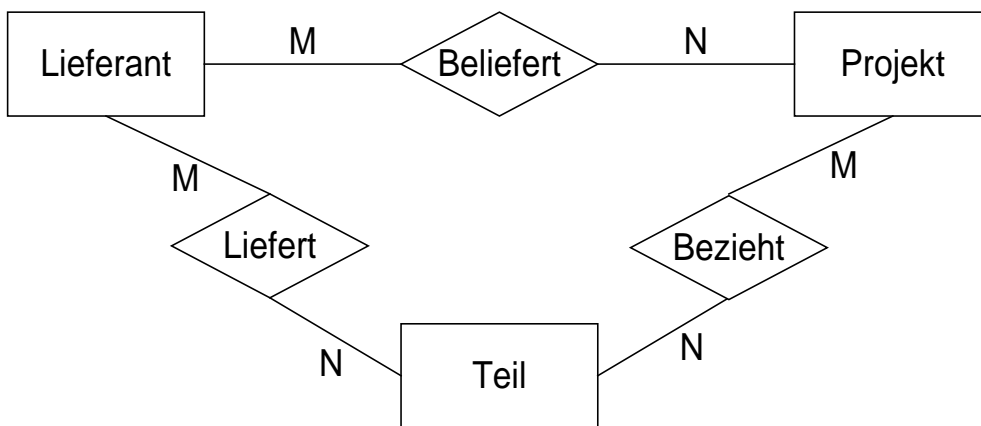 Lieferant M Beliefert N Projekt
M M
Liefert Bezieht
N N
Teil